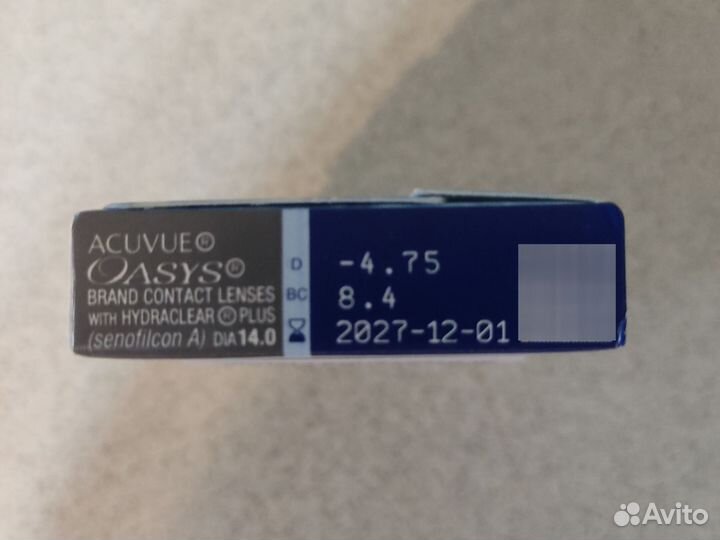 ACUVUE®
OASYS®
BRAND CONTACT LENSES
WITH HYDRACLEAR® PLUS
(senofilcon A) DIA14.0
D -4.75
BC 8.4
2027-12-01
Avito